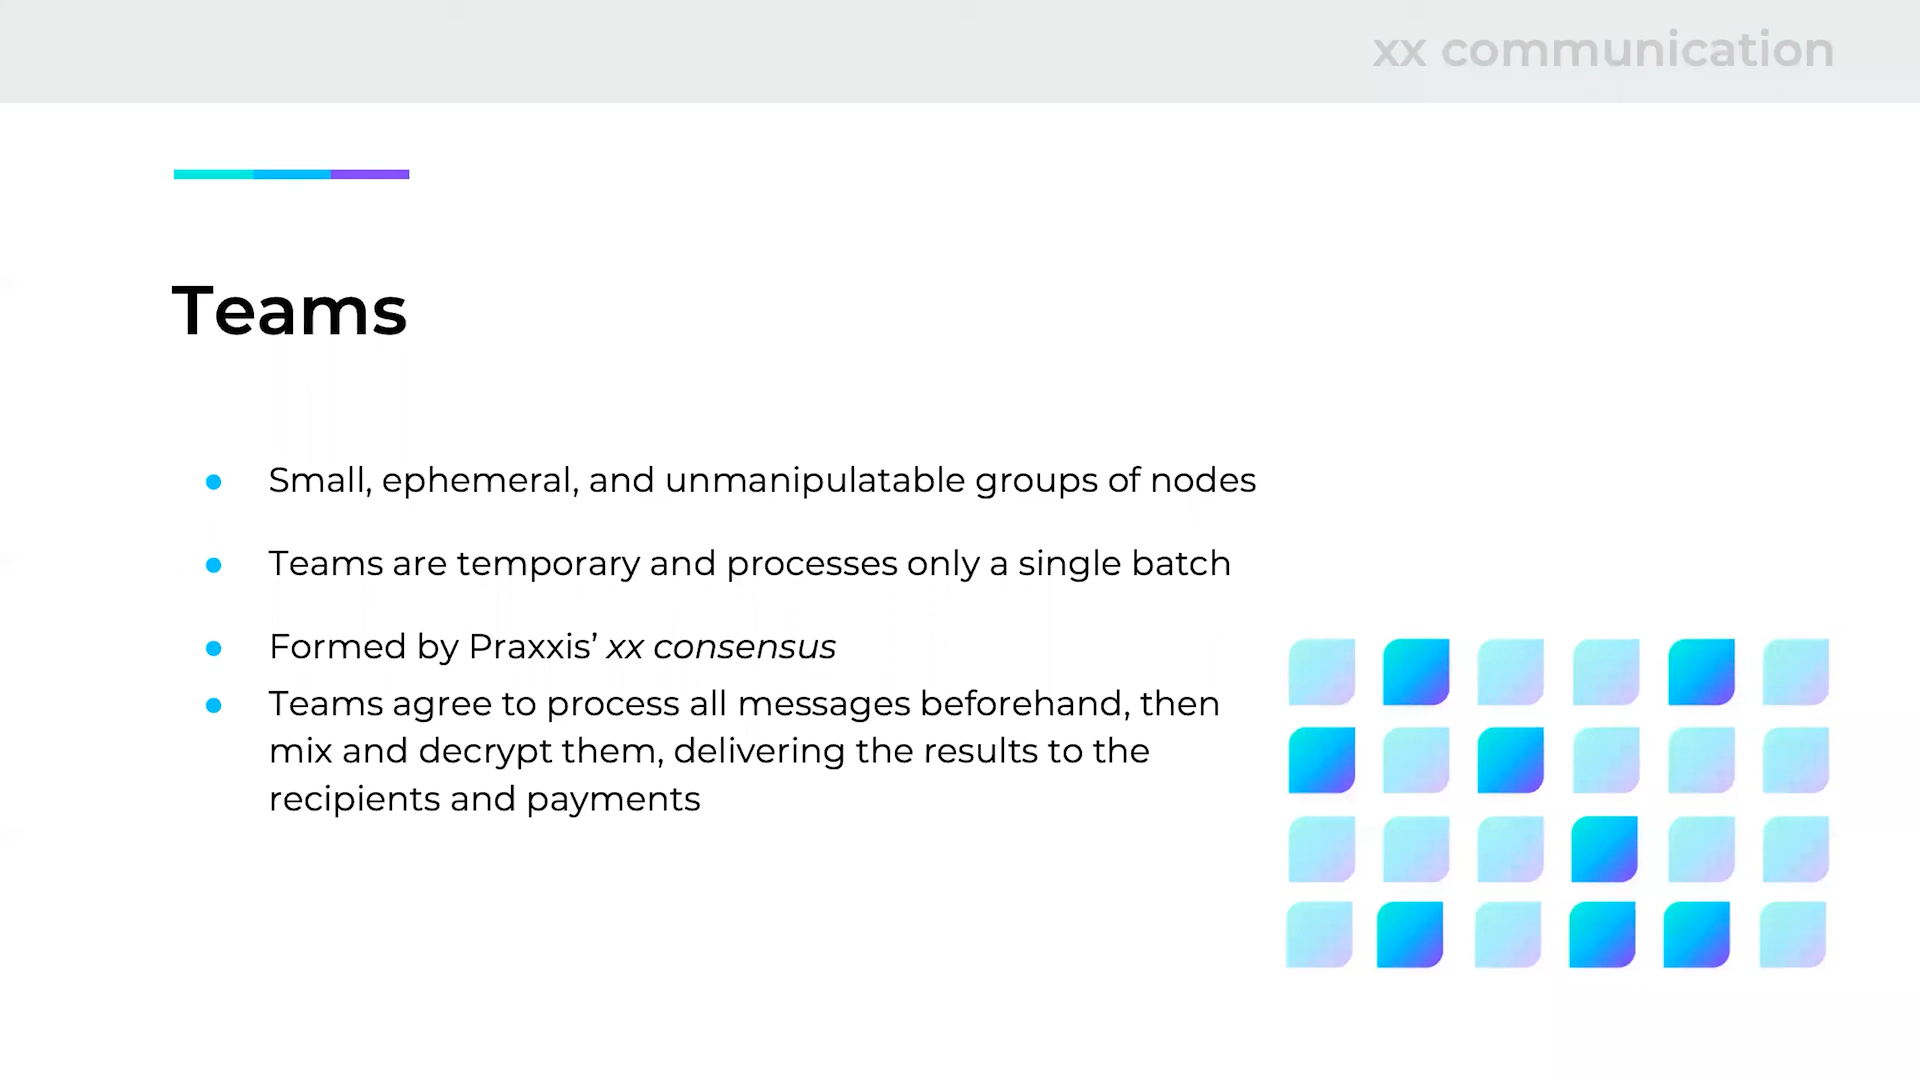 xx communication
Teams
Small, ephemeral, and unmanipulatable groups of nodes
Teams are temporary and processes only a single batch
Formed by Praxxis’ xx consensus
Teams agree to process all messages beforehand, then
mix and decrypt them, delivering the results to the
recipients and payments